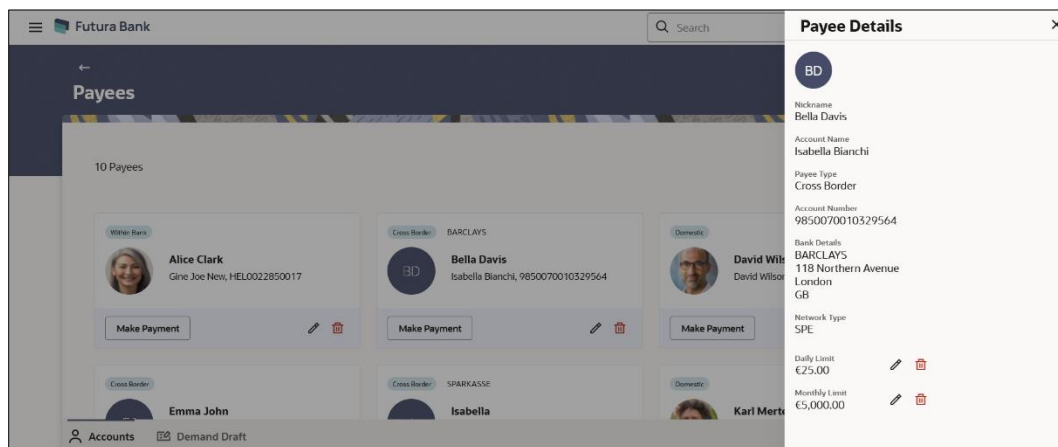 Futura Bank
Search
Payees
10 Payees
Within Bank
Alice Clark
Gine Joe New, HEL0022850017
Make Payment
Cross Border BARCLAYS
BD
Bella Davis
Isabella Bianchi, 9850070010329564
Make Payment
Domestic
David Wils
David Wilson
Make Payment
Cross Border
Emma John
Cross Border SPARKASSE
Isabella
Domestic
Karl Merte
Accounts
Demand Draft
Payee Details
BD
Nickname
Bella Davis
Account Name
Isabella Bianchi
Payee Type
Cross Border
Account Number
9850070010329564
Bank Details
BARCLAYS
118 Northern Avenue
London
GB
Network Type
SPE
Daily Limit
€25.00
Monthly Limit
€5,000.00